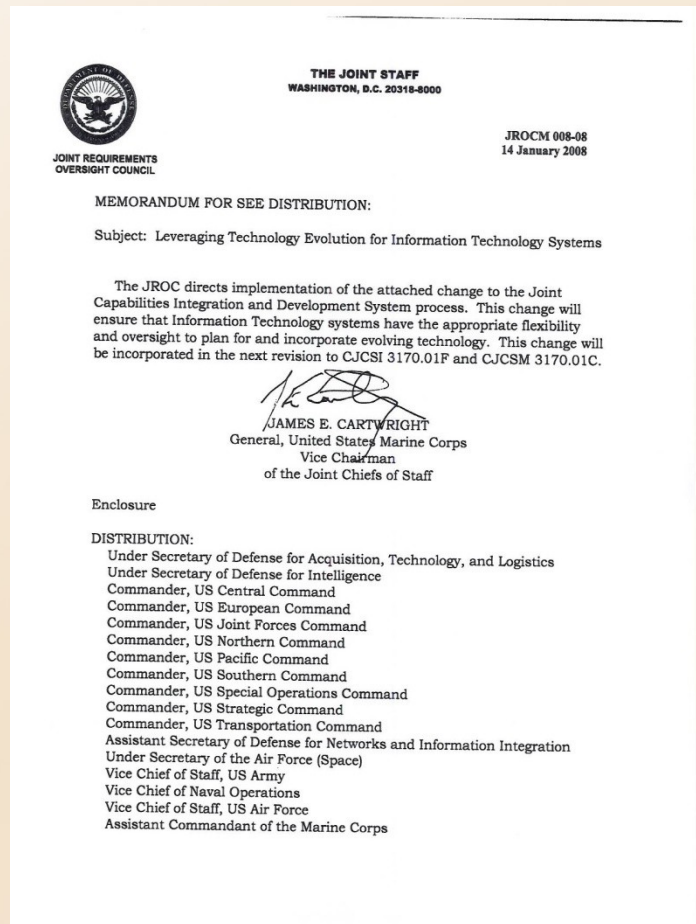 THE JOINT STAFF
WASHINGTON, D.C. 20318-8000
JOINT REQUIREMENTS
OVERSIGHT COUNCIL
JROCM 008-08
14 January 2008
MEMORANDUM FOR SEE DISTRIBUTION:
Subject: Leveraging Technology Evolution for Information Technology Systems
The JROC directs implementation of the attached change to the Joint
Capabilities Integration and Development System process. This change will
ensure that Information Technology systems have the appropriate flexibility
and oversight to plan for and incorporate evolving technology. This change will
be incorporated in the next revision to CJCSI 3170.01F and CJCSM 3170.01C.
JAMES E. CARTWRIGHT
General, United States Marine Corps
Vice Chairman
of the Joint Chiefs of Staff
Enclosure
DISTRIBUTION:
Under Secretary of Defense for Acquisition, Technology, and Logistics
Under Secretary of Defense for Intelligence
Commander, US Central Command
Commander, US European Command
Commander, US Joint Forces Command
Commander, US Northern Command
Commander, US Pacific Command
Commander, US Southern Command
Commander, US Special Operations Command
Commander, US Strategic Command
Commander, US Transportation Command
Assistant Secretary of Defense for Networks and Information Integration
Under Secretary of the Air Force (Space)
Vice Chief of Staff, US Army
Vice Chief of Naval Operations
Vice Chief of Staff, US Air Force
Assistant Commandant of the Marine Corps